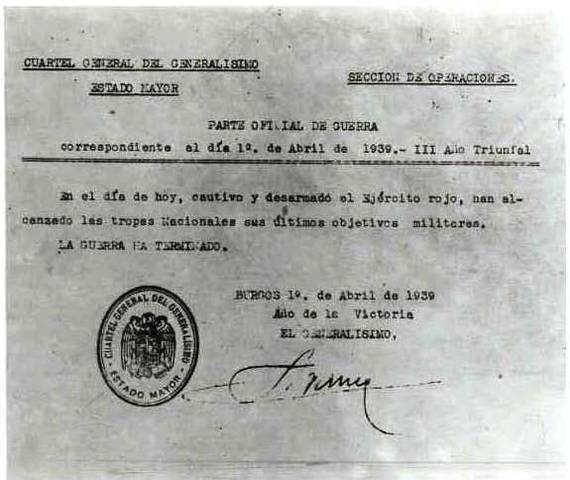 CUARTEL GENERAL DEL GENERALISIMO
ESTADO MAYOR
SECCION DE OPERACIONES.
PARTE OFICIAL DE GUERRA
correspondiente al día 1º. de Abril de 1939.- III Año Triunfal
En el día de hoy, cautivo y desarmado el Ejército rojo, han al-
canzado las tropas Nacionales sus últimos objetivos militares.
LA GUERRA HA TERMINADO.
BURGOS 1º. de Abril de 1939
Año de la Victoria
EL GENERALISIMO,
CUARTEL GENERAL DEL GENERALISIMO
ESTADO MAYOR